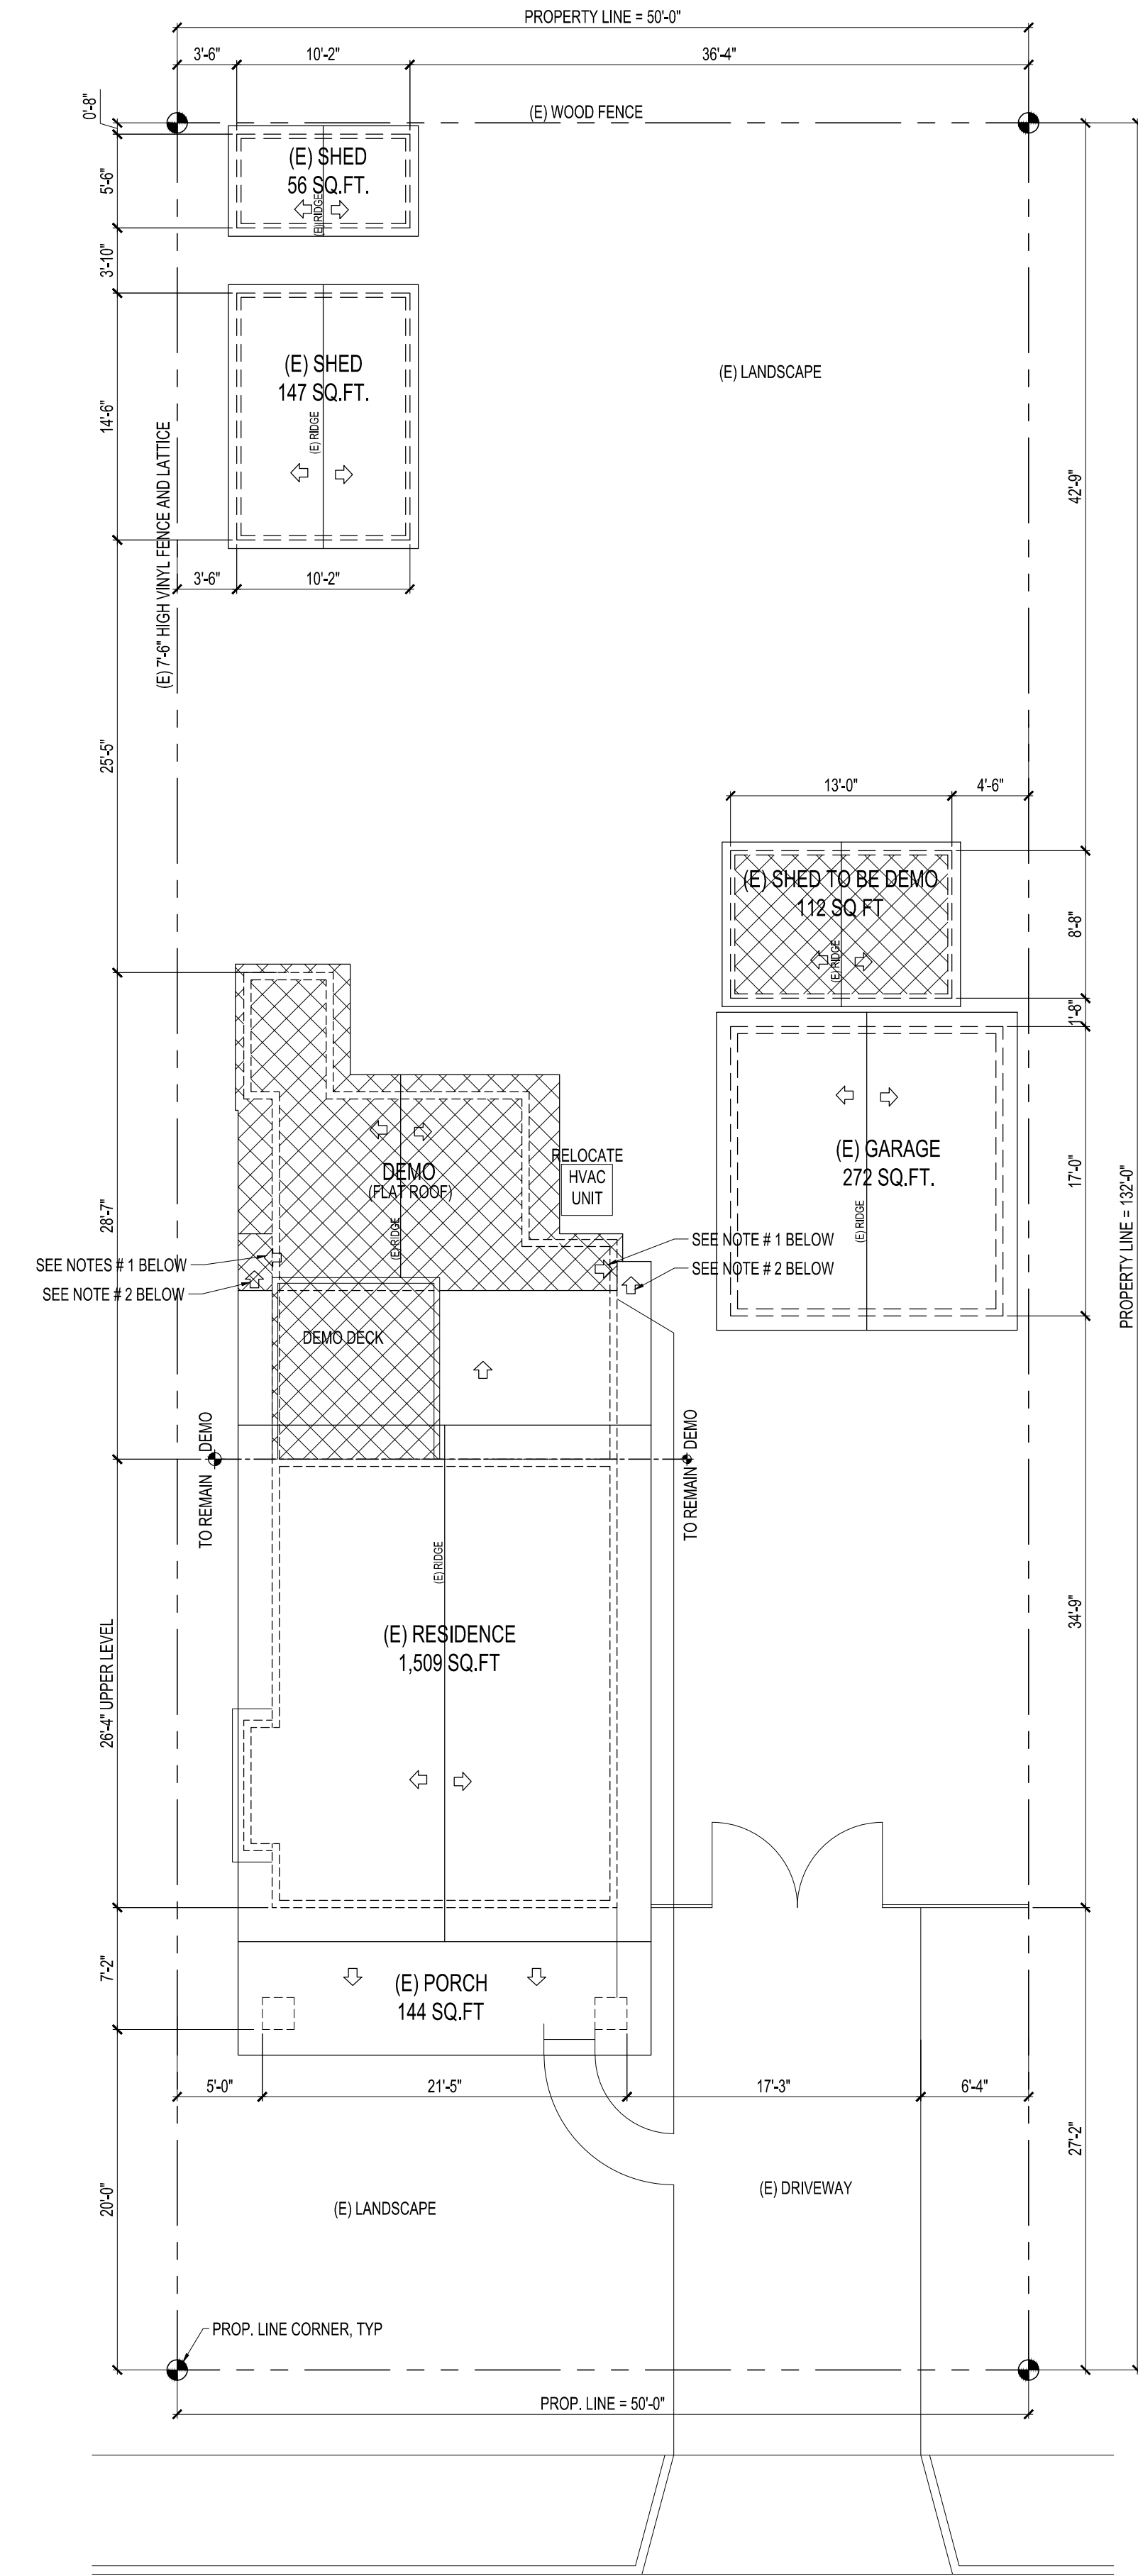 PROPERTY LINE = 50'-0"
3'-6"
10'-2"
36'-4"
0'-8"
(E) WOOD FENCE
(E) SHED
56 SQ.FT.
(E) RIDGE
5'-6"
3'-10"
(E) SHED
147 SQ.FT.
(E) RIDGE
14'-6"
(E) LANDSCAPE
(E) 7'-6" HIGH VINYL FENCE AND LATTICE
42'-9"
3'-6"
10'-2"
25'-5"
13'-0"
4'-6"
(E) SHED TO BE DEMO
112 SQ FT
(E) RIDGE
8'-8"
1'-8"
(E) GARAGE
272 SQ.FT.
(E) RIDGE
17'-0"
PROPERTY LINE = 132'-0"
DEMO
(FLAT ROOF)
(E) RIDGE
RELOCATE
HVAC
UNIT
28'-7"
SEE NOTES # 1 BELOW
SEE NOTE # 2 BELOW
SEE NOTE # 1 BELOW
SEE NOTE # 2 BELOW
DEMO DECK
DEMO
TO REMAIN
DEMO
TO REMAIN
(E) RIDGE
(E) RESIDENCE
1,509 SQ.FT
26'-4" UPPER LEVEL
34'-9"
7'-2"
(E) PORCH
144 SQ.FT
5'-0"
21'-5"
17'-3"
6'-4"
20'-0"
27'-2"
(E) LANDSCAPE
(E) DRIVEWAY
PROP. LINE CORNER, TYP
PROP. LINE = 50'-0"